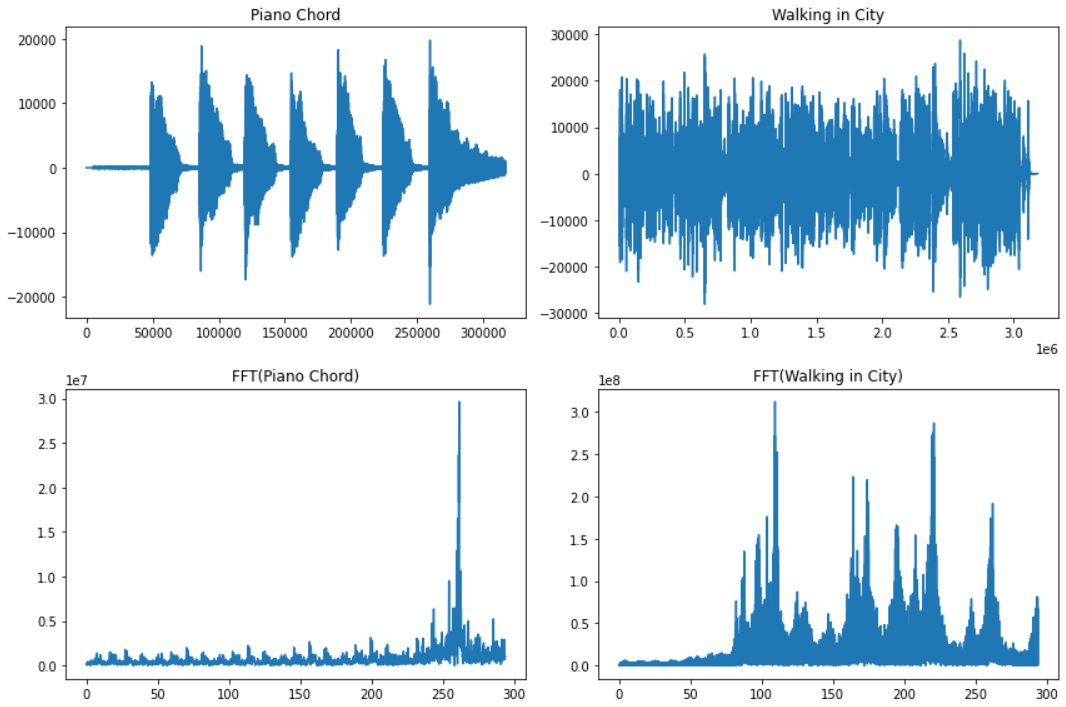 Piano Chord
20000
10000
0
−10000
−20000
0 50000 100000 150000 200000 250000 300000
Walking in City
30000
20000
10000
0
−10000
−20000
−30000
0.0 0.5 1.0 1.5 2.0 2.5 3.0
1e6
FFT(Piano Chord)
1e7
3.0
2.5
2.0
1.5
1.0
0.5
0.0
0 50 100 150 200 250 300
FFT(Walking in City)
1e8
3.0
2.5
2.0
1.5
1.0
0.5
0.0
0 50 100 150 200 250 300